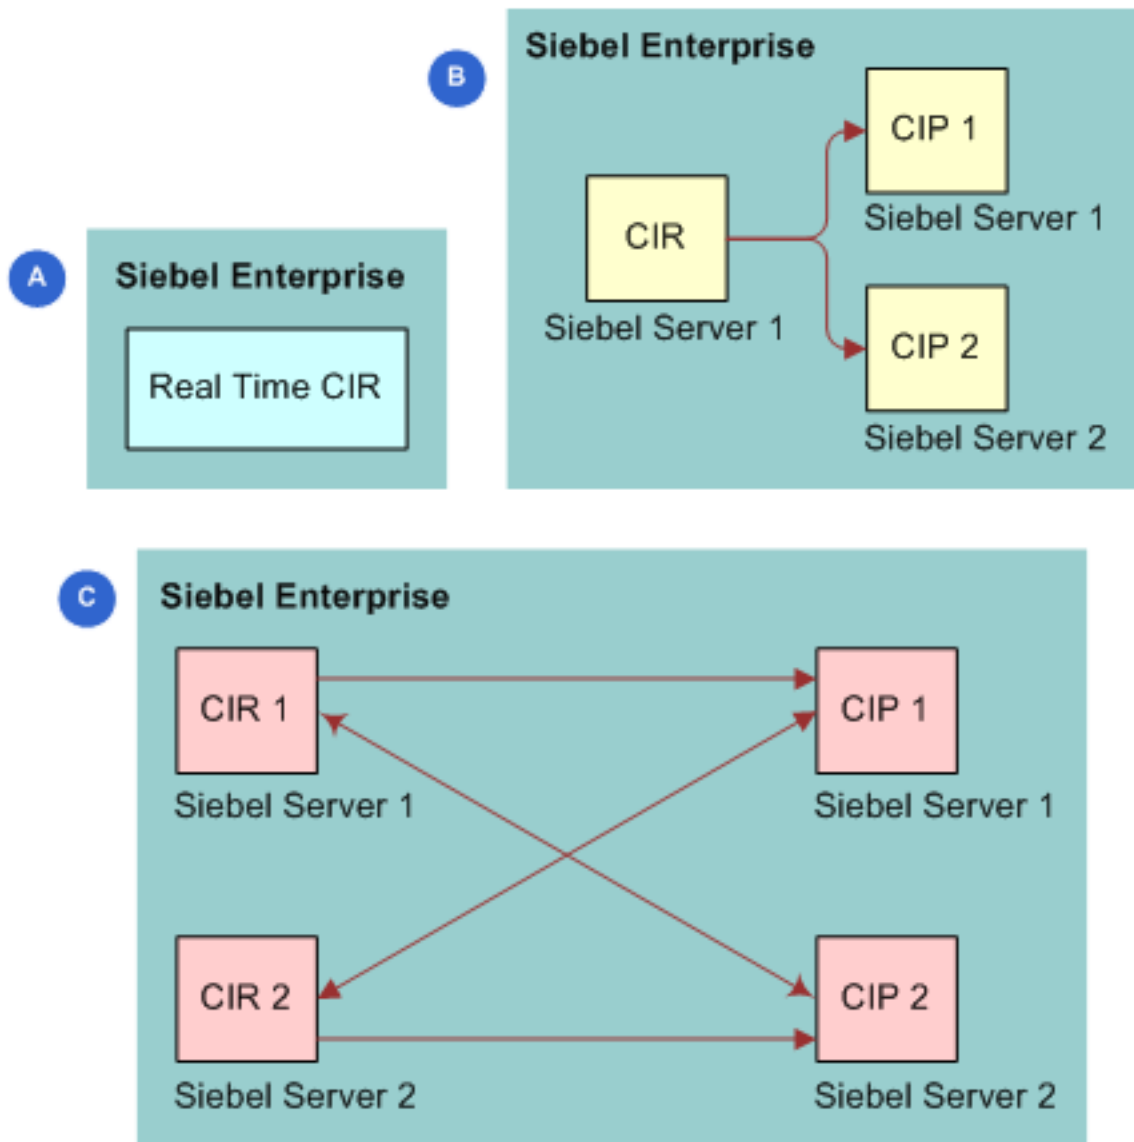 A
Siebel Enterprise
Real Time CIR
B
Siebel Enterprise
CIR
Siebel Server 1
CIP 1
Siebel Server 1
CIP 2
Siebel Server 2
C
Siebel Enterprise
CIR 1
Siebel Server 1
CIP 1
Siebel Server 1
CIR 2
Siebel Server 2
CIP 2
Siebel Server 2